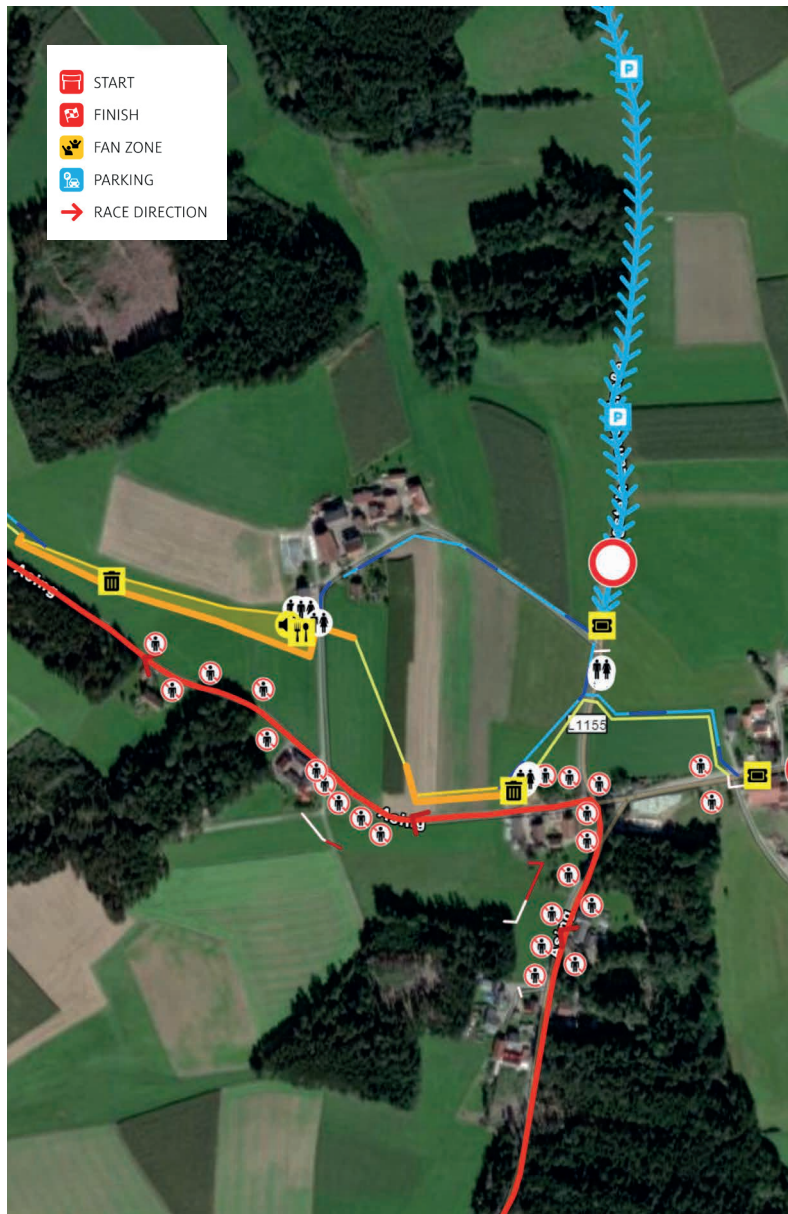 START
FINISH
FAN ZONE
PARKING
RACE DIRECTION
P
P
L1155